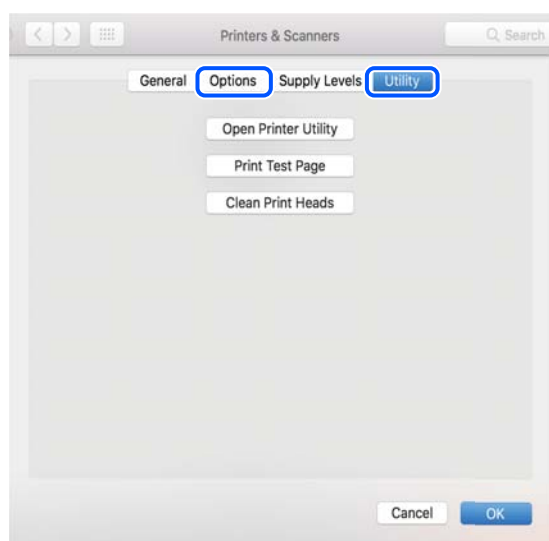 Printers & Scanners Search
General Options Supply Levels Utility
Open Printer Utility
Print Test Page
Clean Print Heads
Cancel OK